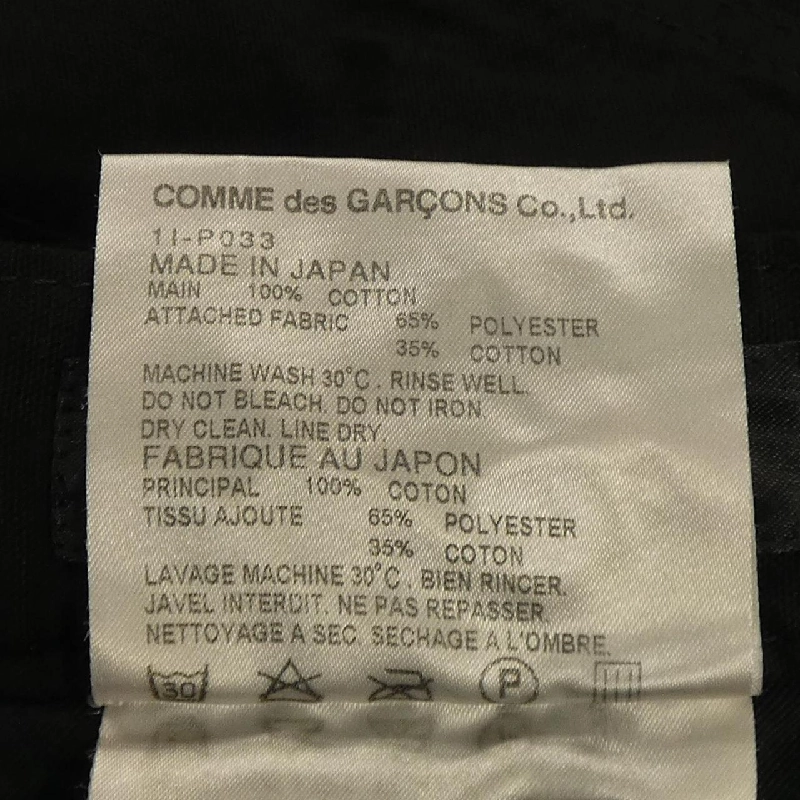 COMME des GARÇONS Co.,Ltd.
1I-P033
MADE IN JAPAN
MAIN 100% COTTON
ATTACHED FABRIC 65% POLYESTER
35% COTTON
MACHINE WASH 30°C. RINSE WELL.
DO NOT BLEACH. DO NOT IRON
DRY CLEAN. LINE DRY.
FABRIQUE AU JAPON
PRINCIPAL 100% COTON
TISSU AJOUTE 65% POLYESTER
35% COTON
LAVAGE MACHINE 30°C. BIEN RINCER.
JAVEL INTERDIT. NE PAS REPASSER.
NETTOYAGE A SEC. SECHAGE A L'OMBRE.
30 P